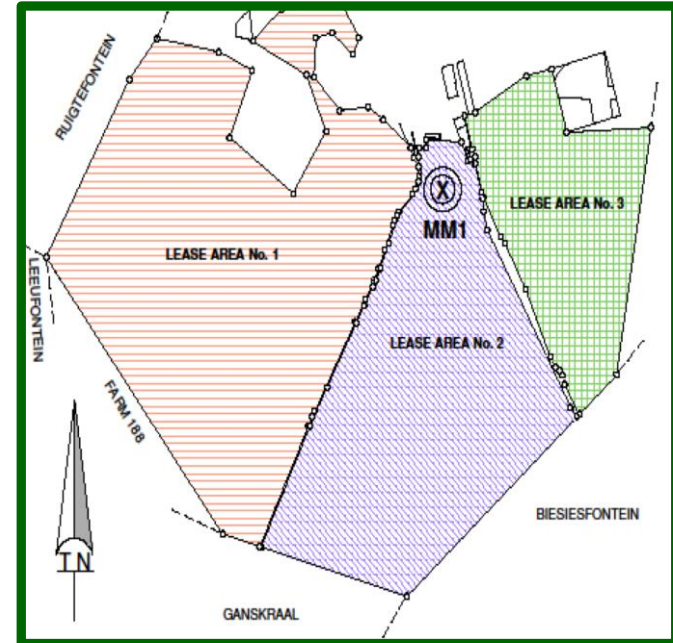 RUIGTEFONTEIN
LEASE AREA No. 3
X
MM1
LEASE AREA No. 1
LEEUFONTEIN
LEASE AREA No. 2
FARM 188
BIESIESFONTEIN
T N
GANSKRAAL